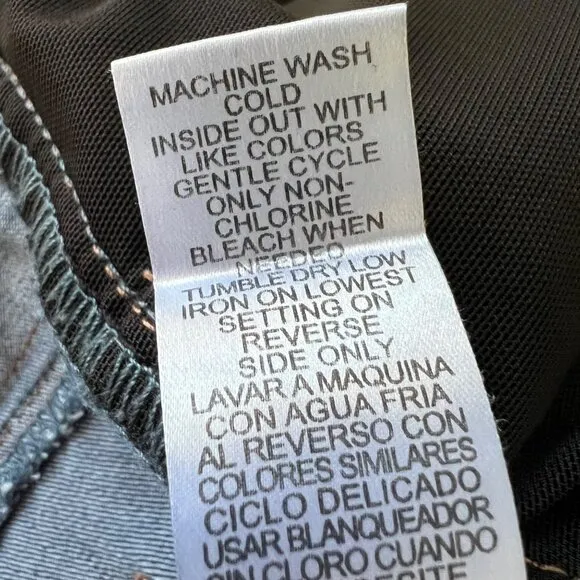 MACHINE WASH
COLD
INSIDE OUT WITH
LIKE COLORS
GENTLE CYCLE
ONLY NON-
CHLORINE
BLEACH WHEN
NEEDED
TUMBLE DRY LOW
IRON ON LOWEST
SETTING ON
REVERSE
SIDE ONLY
LAVAR A MAQUINA
CON AGUA FRIA
AL REVERSO CON
COLORES SIMILARES
CICLO DELICADO
USAR BLANQUEADOR
SIN CLORO CUANDO